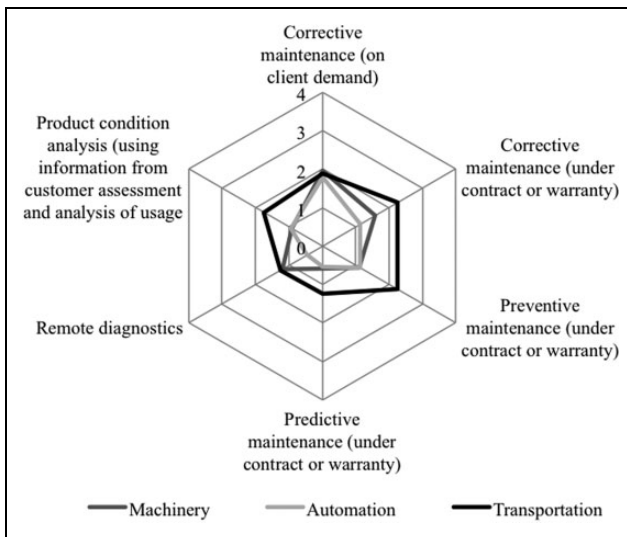 Corrective
maintenance (on
client demand)
4
3
2
1
0
Product condition
analysis (using
information from
customer assessment
and analysis of usage
Corrective
maintenance (under
contract or warranty)
Remote diagnostics
Preventive
maintenance (under
contract or warranty)
Predictive
maintenance (under
contract or warranty)
Machinery
Automation
Transportation